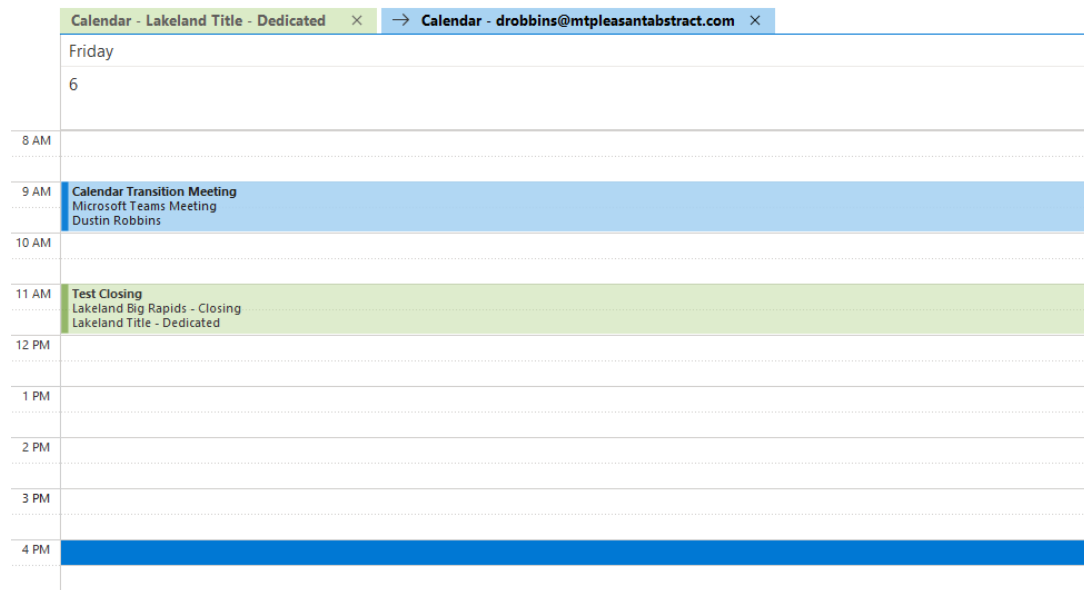 Calendar - Lakeland Title - Dedicated × → Calendar - drobbins@mtpleasantabstract.com ×
Friday
6
8 AM
9 AM
Calendar Transition Meeting
Microsoft Teams Meeting
Dustin Robbins
10 AM
11 AM
Test Closing
Lakeland Big Rapids - Closing
Lakeland Title - Dedicated
12 PM
1 PM
2 PM
3 PM
4 PM